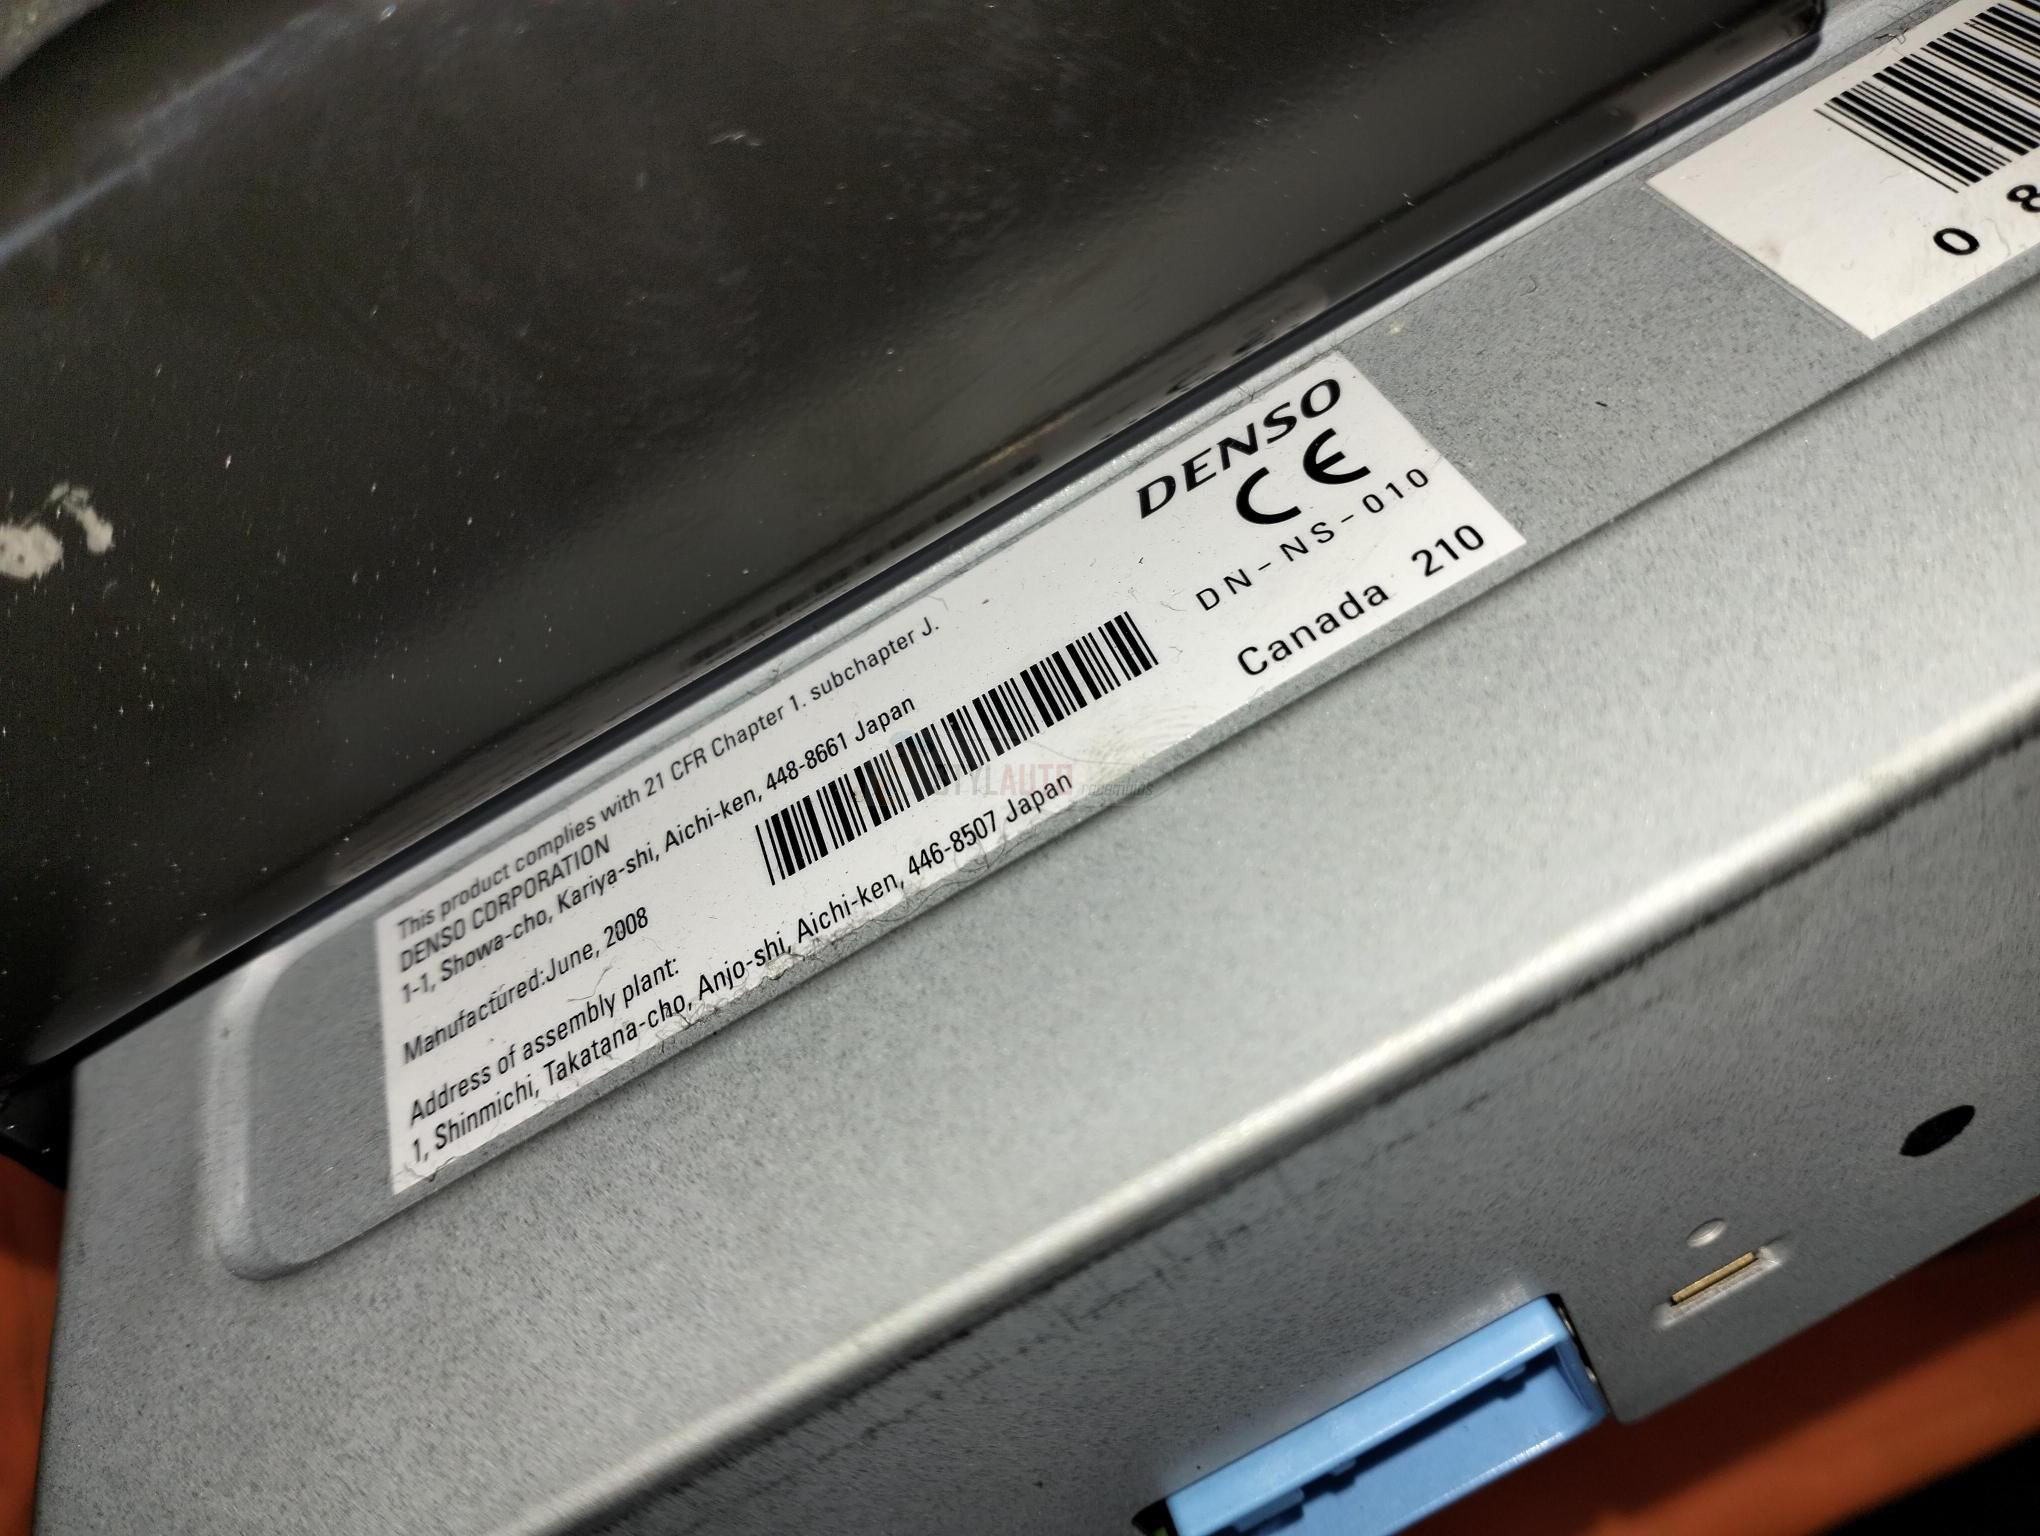 This product complies with 21 CFR Chapter 1. subchapter J.
DENSO CORPORATION
1-1, Showa-cho, Kariya-shi, Aichi-ken, 448-8661 Japan
Manufactured:June, 2008
Address of assembly plant:
1, Shinmichi, Takatana-cho, Anjo-shi, Aichi-ken, 446-8507 Japan
DENSO
CE
DN-NS-010
Canada 210
0 8
STYLAUTO